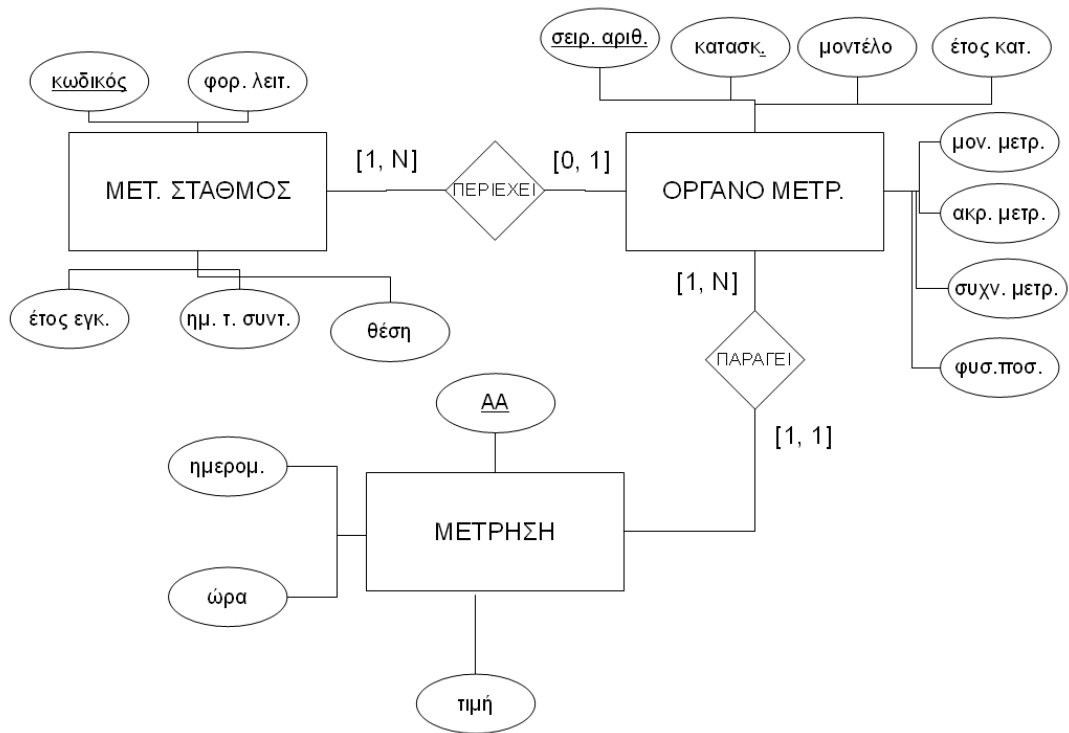 σειρ. αριθ.
κατασκ.
μοντέλο
έτος κατ.
κωδικός
φορ. λειτ.
ΜΕΤ. ΣΤΑΘΜΟΣ
[1, N]
ΠΕΡΙΕΧΕΙ
[0, 1]
ΟΡΓΑΝΟ ΜΕΤΡ.
μον. μετρ.
ακρ. μετρ.
συχν. μετρ.
φυσ.ποσ.
έτος εγκ.
ημ. τ. συντ.
θέση
[1, N]
ΠΑΡΑΓΕΙ
[1, 1]
ΑΑ
ημερομ.
ΜΕΤΡΗΣΗ
ώρα
τιμή